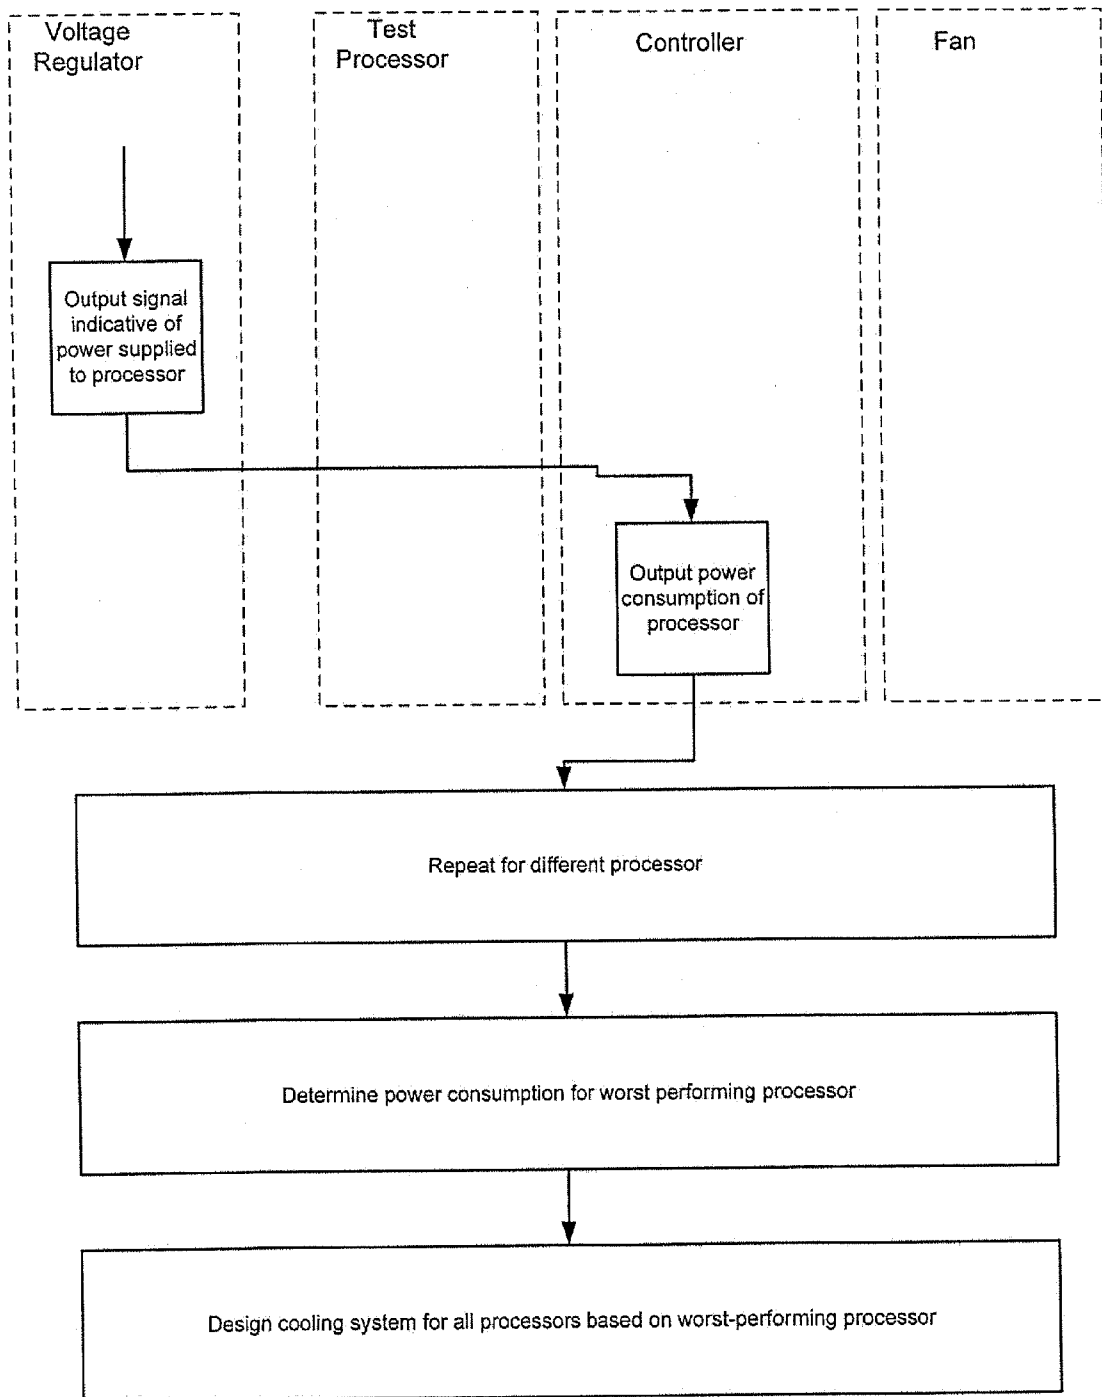 Voltage
Regulator
Test
Processor
Controller
Fan
Output signal
indicative of
power supplied
to processor
Output power
consumption of
processor
Repeat for different processor
Determine power consumption for worst performing processor
Design cooling system for all processors based on worst-performing processor